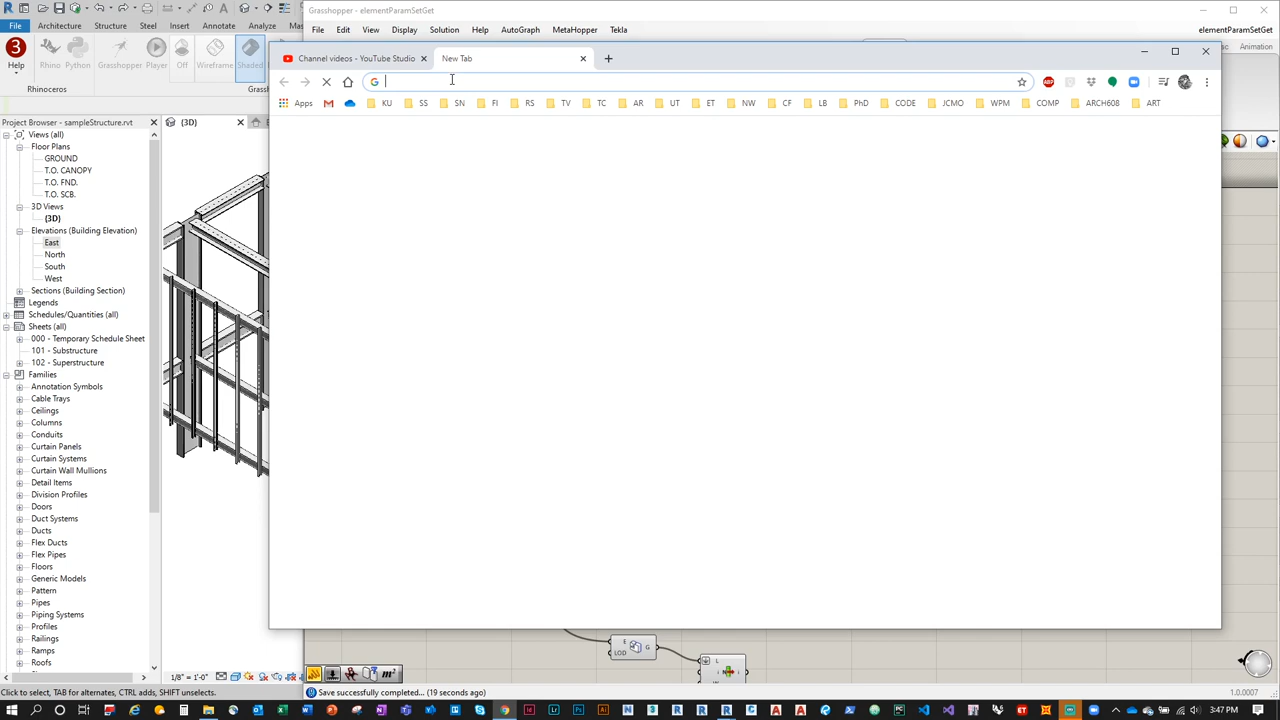 Grasshopper - elementParamSetGet
File Architecture Structure Steel Insert Annotate Analyze Mas
File Edit View Display Solution Help AutoGraph MetaHopper Tekla elementParamSetGet
3 Help
Rhino Python Grasshopper Player Off Wireframe Shaded
Rhinoceros Grassh
Channel videos - YouTube Studio New Tab
Animation
Apps KU SS SN FI RS TV TC AR UT ET NW CF LB PhD CODE JCMO WPM COMP ARCH608 ART
Project Browser - sampleStructure.rvt
{3D}
Views (all)
Floor Plans
GROUND
T.O. CANOPY
T.O. FND.
T.O. SCB.
3D Views
{3D}
Elevations (Building Elevation)
East
North
South
West
Sections (Building Section)
Legends
Schedules/Quantities (all)
Sheets (all)
000 - Temporary Schedule Sheet
101 - Substructure
102 - Superstructure
Families
Annotation Symbols
Cable Trays
Ceilings
Columns
Conduits
Curtain Panels
Curtain Systems
Curtain Wall Mullions
Detail Items
Division Profiles
Doors
Duct Systems
Ducts
Flex Ducts
Flex Pipes
Floors
Generic Models
Pattern
Pipes
Piping Systems
Railings
Ramps
Roofs
E
LOD G
L
i
m²
1/8" = 1'-0"
Click to select, TAB for alternates, CTRL adds, SHIFT unselects.
Save successfully completed... (19 seconds ago) 1.0.0007
3:47 PM